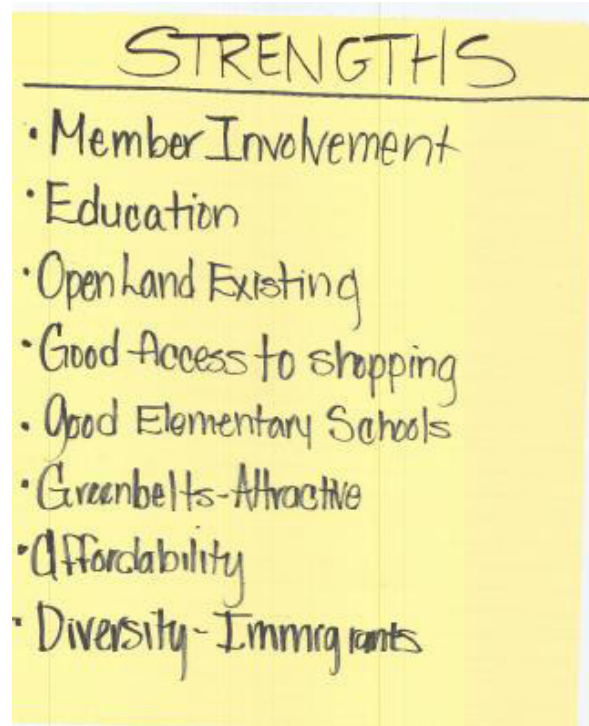 STRENGTHS
• Member Involvement
• Education
• Open Land Existing
• Good Access to shopping
• Good Elementary Schools
• Greenbelts-Attractive
• Affordability
• Diversity-Immigrants